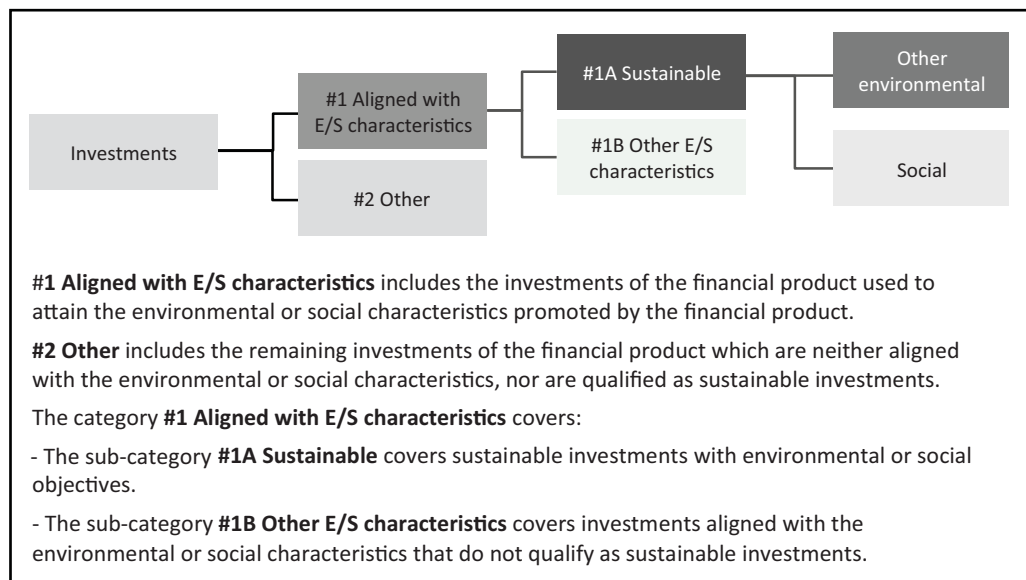 Investments
#1 Aligned with
E/S characteristics
#2 Other
#1A Sustainable
#1B Other E/S
characteristics
Other
environmental
Social
#1 Aligned with E/S characteristics includes the investments of the financial product used to
attain the environmental or social characteristics promoted by the financial product.
#2 Other includes the remaining investments of the financial product which are neither aligned
with the environmental or social characteristics, nor are qualified as sustainable investments.
The category #1 Aligned with E/S characteristics covers:
- The sub-category #1A Sustainable covers sustainable investments with environmental or social
objectives.
- The sub-category #1B Other E/S characteristics covers investments aligned with the
environmental or social characteristics that do not qualify as sustainable investments.